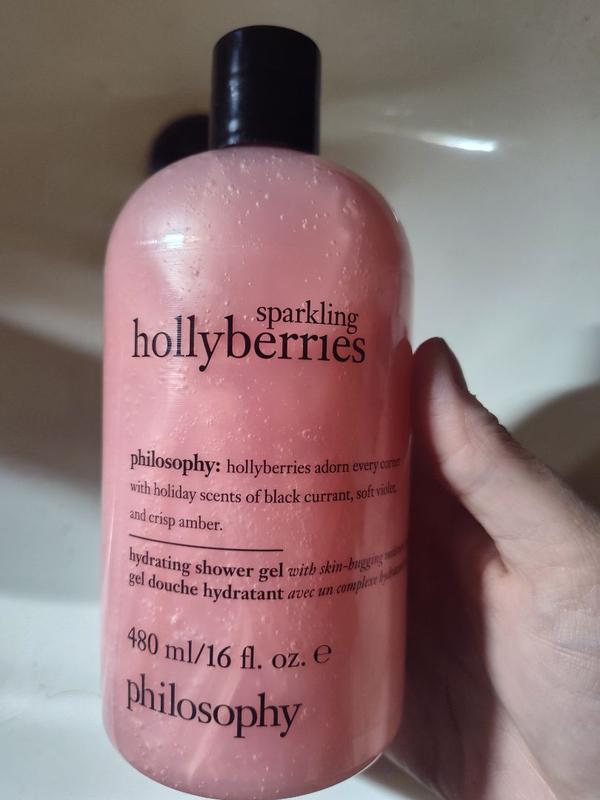 sparkling
hollyberries
philosophy: hollyberries adorn every corner
with holiday scents of black currant, soft violet,
and crisp amber.
hydrating shower gel with skin-hugging
gel douche hydratant avec un complexe
480 ml/16 fl. oz. ℮
philosophy